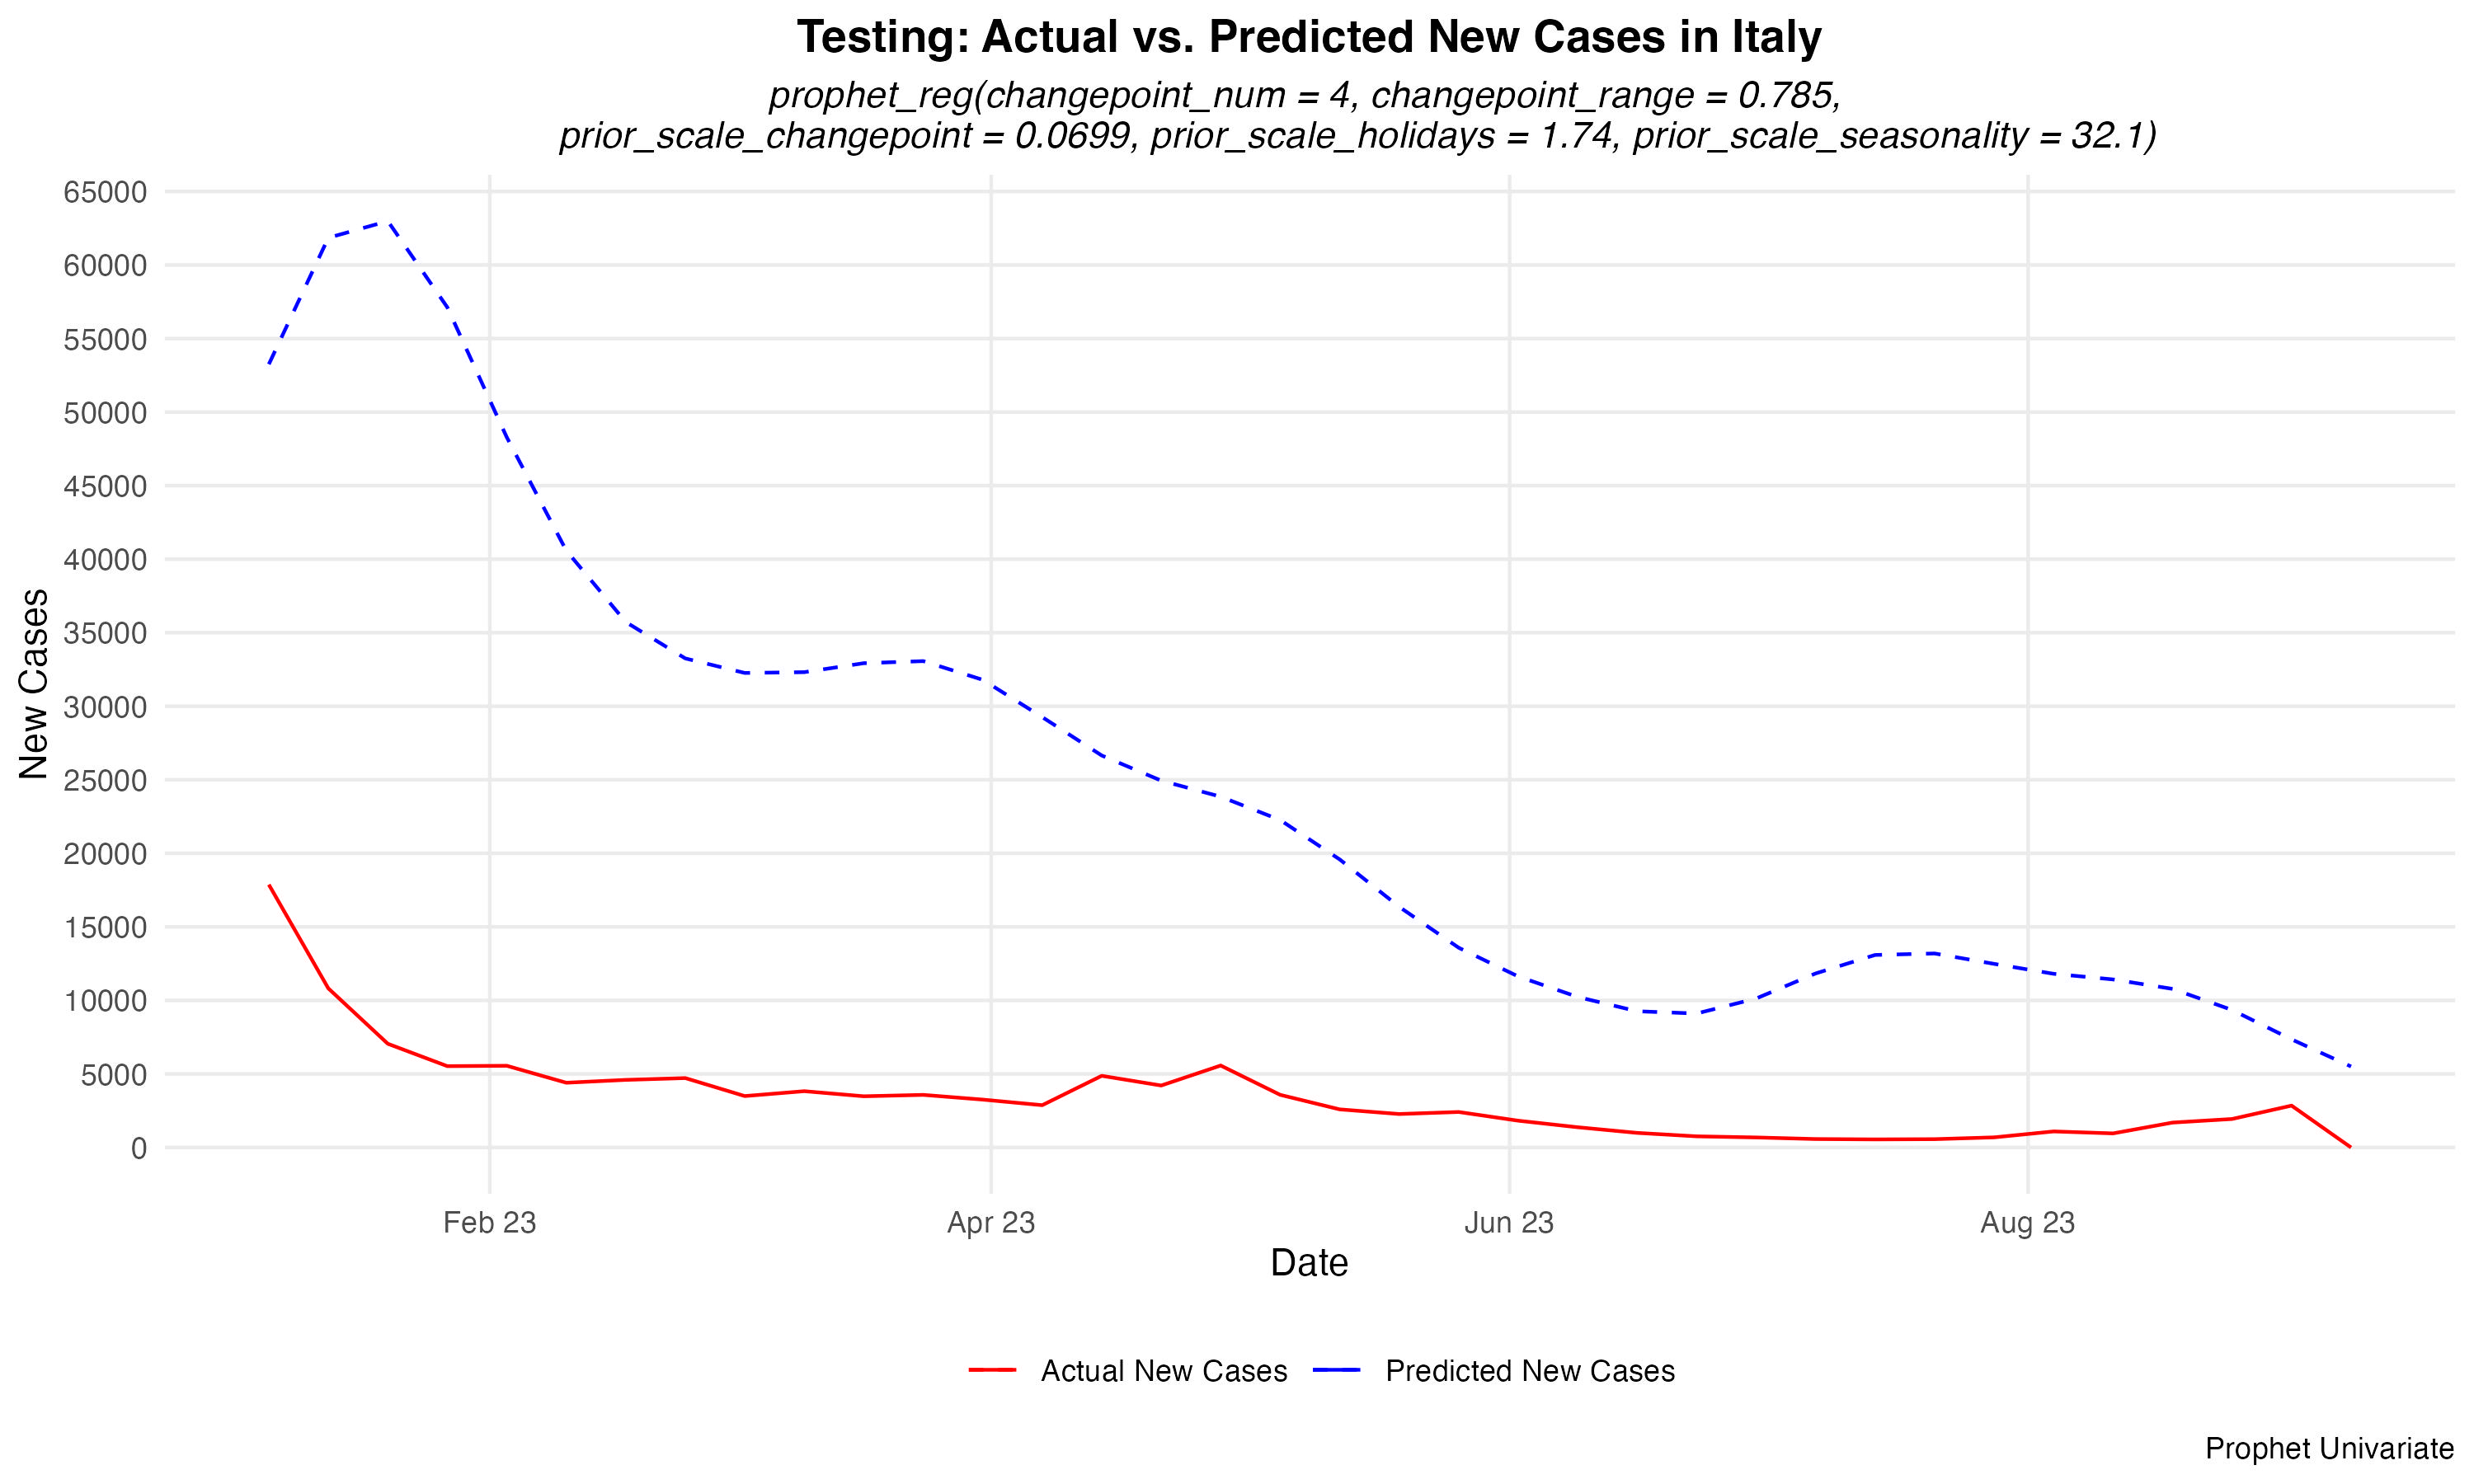 Testing: Actual vs. Predicted New Cases in Italy
prophet_reg(changepoint_num = 4, changepoint_range = 0.785,
prior_scale_changepoint = 0.0699, prior_scale_holidays = 1.74, prior_scale_seasonality = 32.1)
65000
60000
55000
50000
45000
40000
35000
30000
25000
20000
15000
10000
5000
0
New Cases
Feb 23 Apr 23 Jun 23 Aug 23
Date
Actual New Cases Predicted New Cases
Prophet Univariate